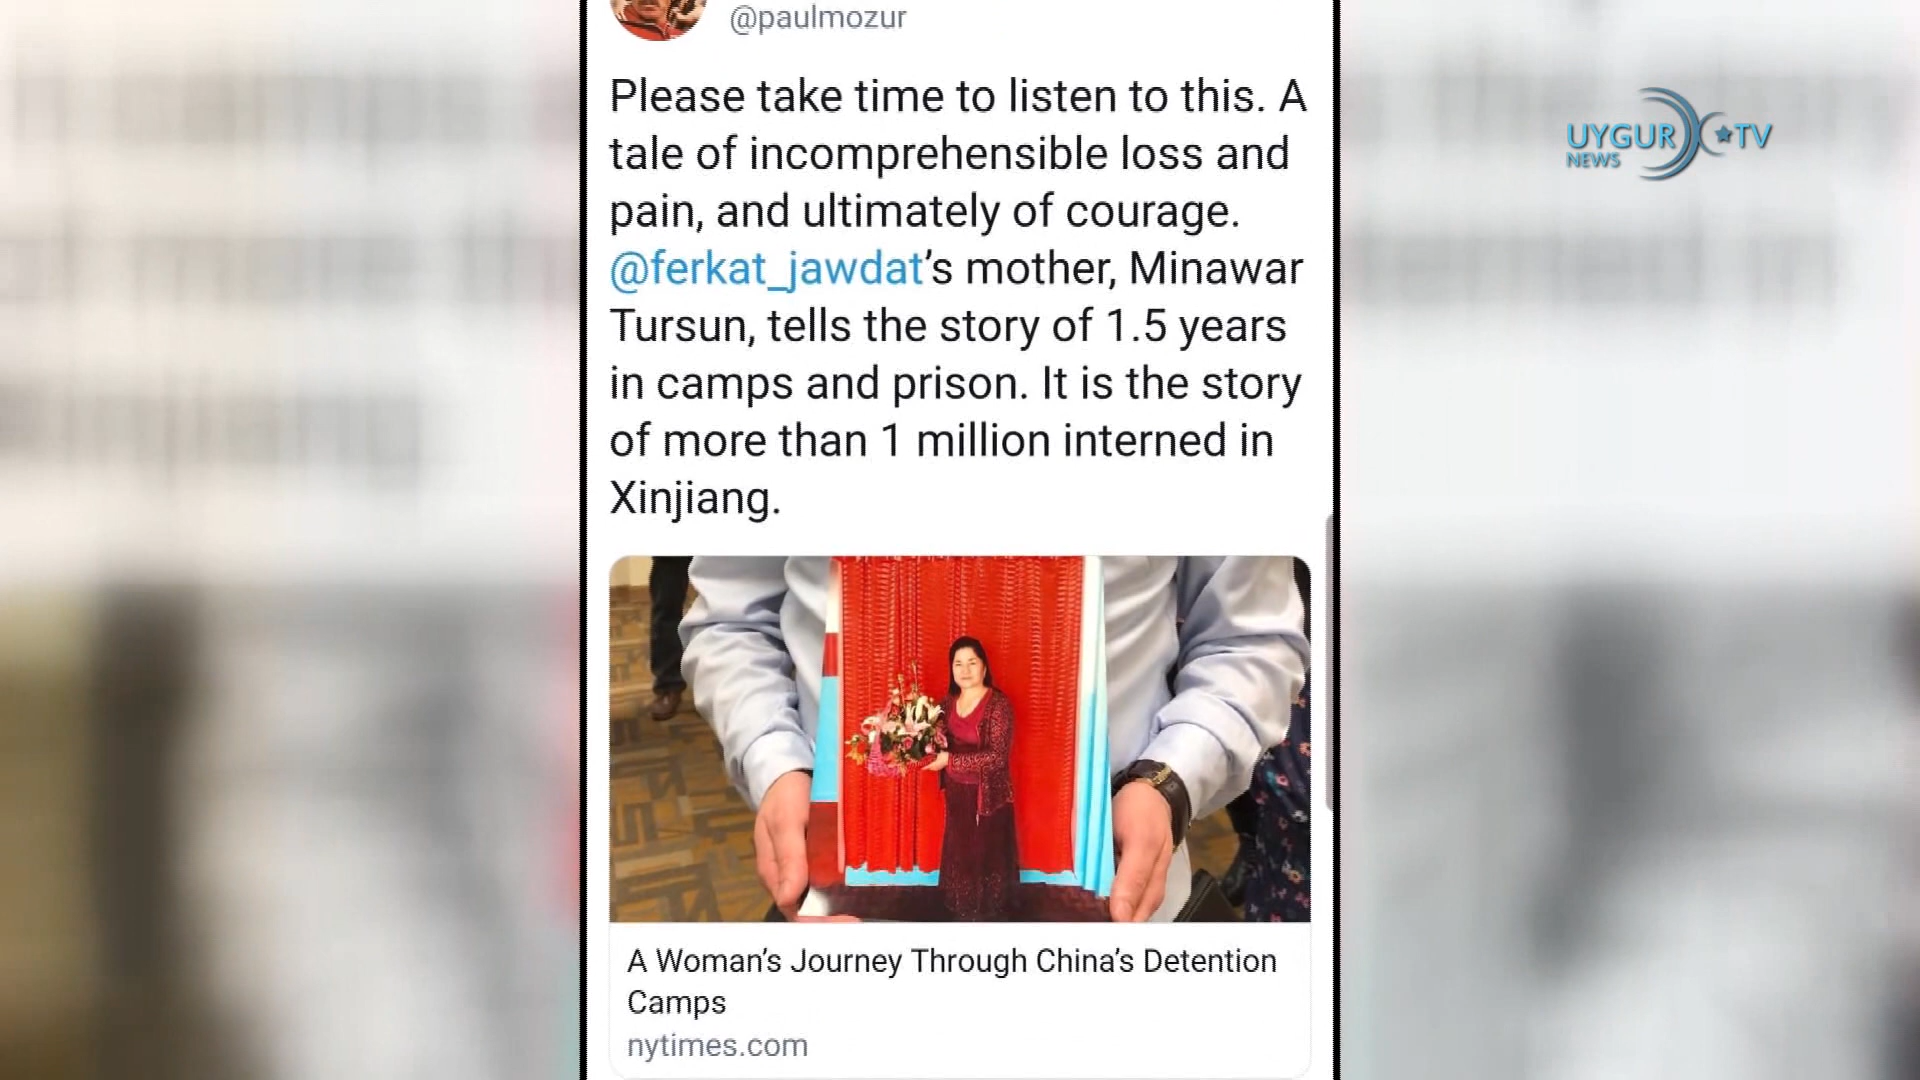 @paulmozur
Please take time to listen to this. A
tale of incomprehensible loss and
pain, and ultimately of courage.
@ferkat_jawdat’s mother, Minawar
Tursun, tells the story of 1.5 years
in camps and prison. It is the story
of more than 1 million interned in
Xinjiang.
UYGUR TV
NEWS
A Woman’s Journey Through China’s Detention
Camps
nytimes.com